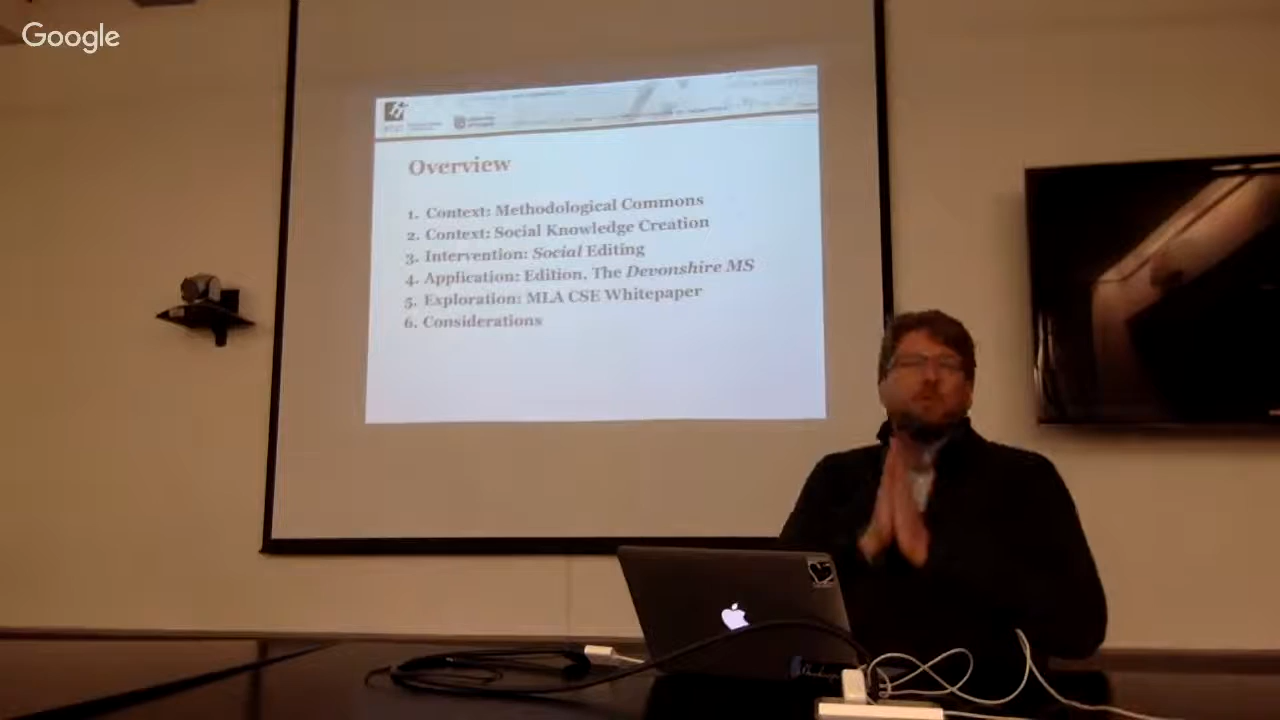 Google
Overview
1. Context: Methodological Commons
2. Context: Social Knowledge Creation
3. Intervention: Social Editing
4. Application: Edition, The Devonshire MS
5. Exploration: MLA CSE Whitepaper
6. Considerations